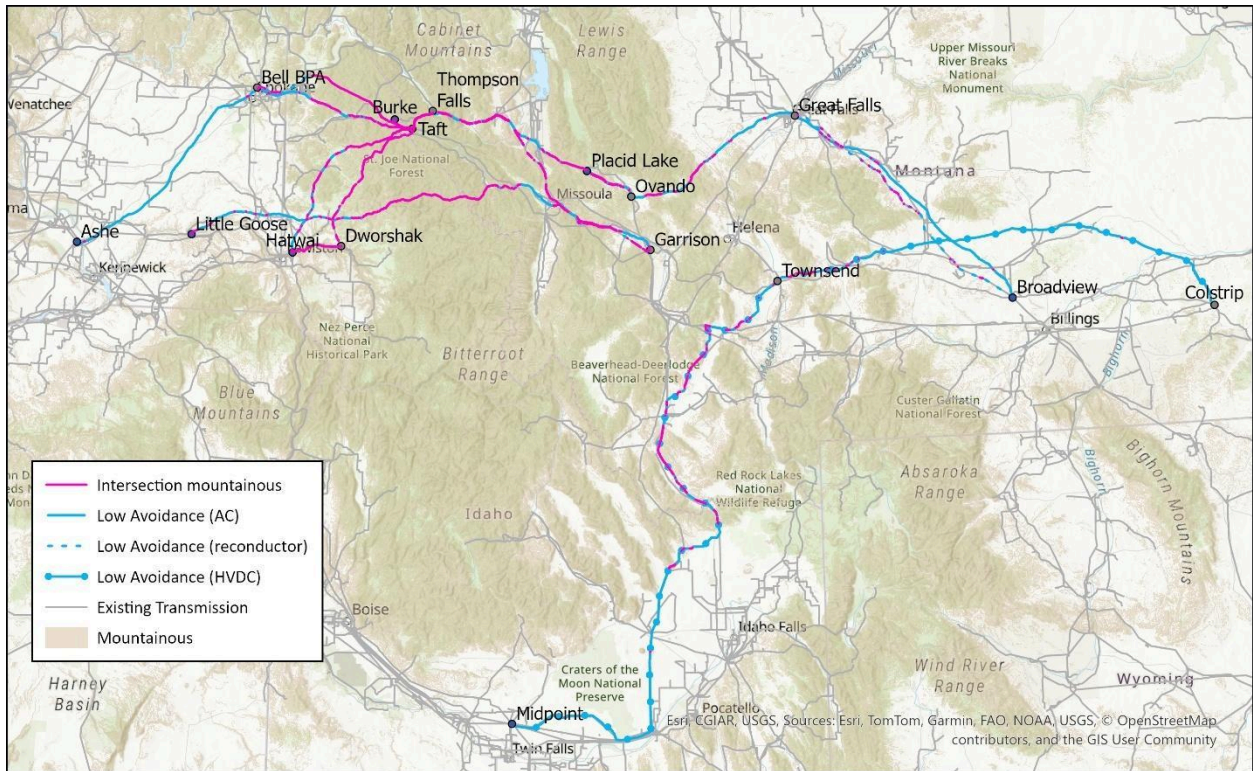 Cabinet
Mountains
Lewis
Range
Missouri
Upper Missouri
River Breaks
National
Monument
Wenatchee
Bell BPA
Thompson
Falls
Burke
Taft
Great Falls
St. Joe National
Forest
Placid Lake
Missoula
Ovando
Montana
Ashe
Little Goose
Hatwai
Dworshak
Garrison
Helena
Kennewick
Townsend
Broadview
Colstrip
Billings
Nez Perce
National
Historical Park
Bitterroot
Range
Beaverhead-Deerlodge
National Forest
Madison
Bighorn
Blue
Mountains
Custer Gallatin
National Forest
Red Rock Lakes
National
Wildlife Refuge
Absaroka
Range
Bighorn
Bighorn Mountains
Idaho
Intersection mountainous
Low Avoidance (AC)
Low Avoidance (reconductor)
Low Avoidance (HVDC)
Existing Transmission
Mountainous
Boise
Idaho Falls
Craters of the
Moon National
Preserve
Wind River
Range
Wyoming
Harney
Basin
Midpoint
Twin Falls
Pocatello
Esri, CGIAR, USGS, Sources: Esri, TomTom, Garmin, FAO, NOAA, USGS, © OpenStreetMap
contributors, and the GIS User Community